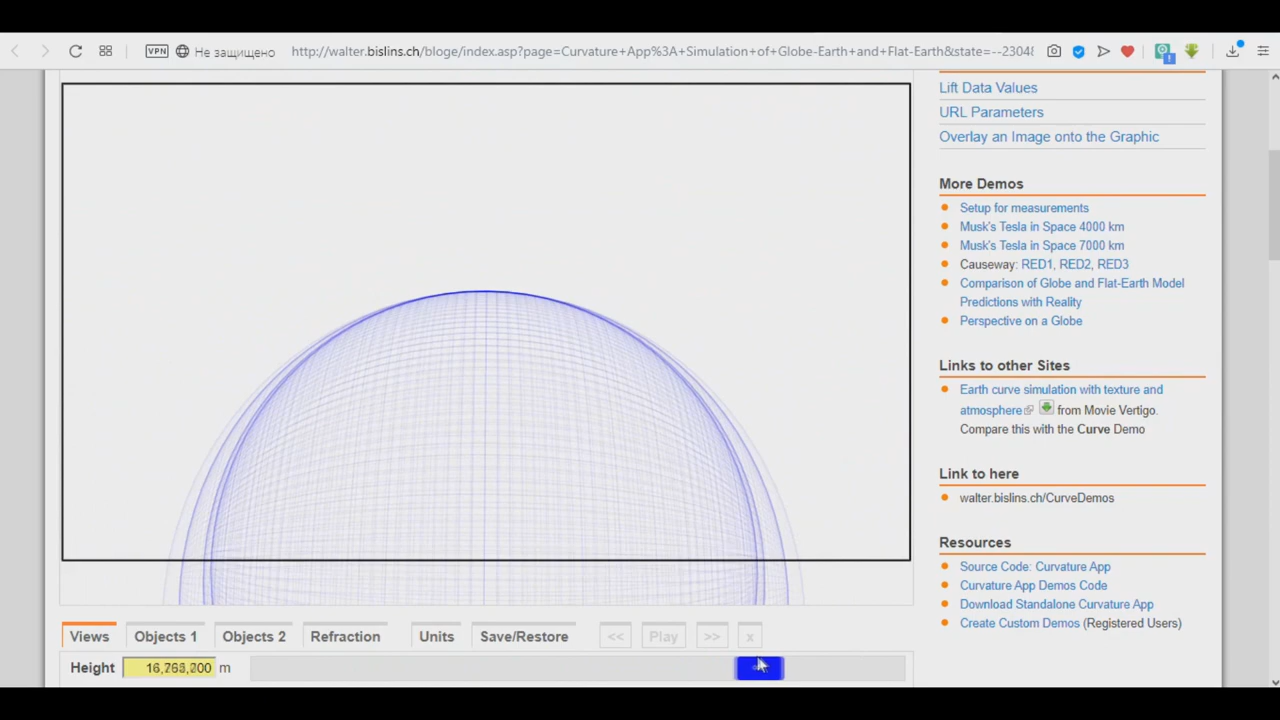 VPN Не защищено http://walter.bislins.ch/bloge/index.asp?page=Curvature+App%3A+Simulation+of+Globe-Earth+and+Flat-Earth&state=--23048
Lift Data Values
URL Parameters
Overlay an Image onto the Graphic
More Demos
Setup for measurements
Musk's Tesla in Space 4000 km
Musk's Tesla in Space 7000 km
Causeway: RED1, RED2, RED3
Comparison of Globe and Flat-Earth Model
Predictions with Reality
Perspective on a Globe
Links to other Sites
Earth curve simulation with texture and
atmosphere from Movie Vertigo.
Compare this with the Curve Demo
Link to here
walter.bislins.ch/CurveDemos
Resources
Source Code: Curvature App
Curvature App Demos Code
Download Standalone Curvature App
Create Custom Demos (Registered Users)
Views Objects 1 Objects 2 Refraction Units Save/Restore << Play >> x
Height m